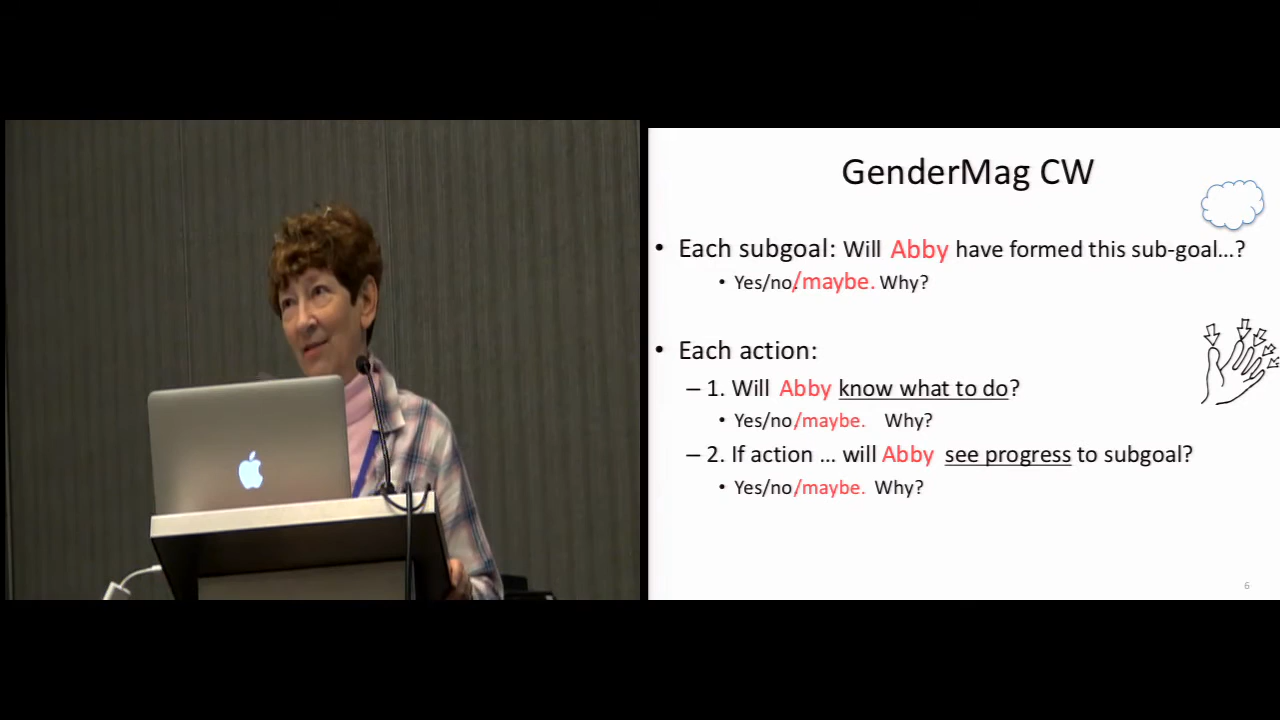 GenderMag CW
• Each subgoal: Will Abby have formed this sub-goal...?
• Yes/no/maybe. Why?
• Each action:
– 1. Will Abby know what to do?
• Yes/no/maybe. Why?
– 2. If action ... will Abby see progress to subgoal?
• Yes/no/maybe. Why?
6